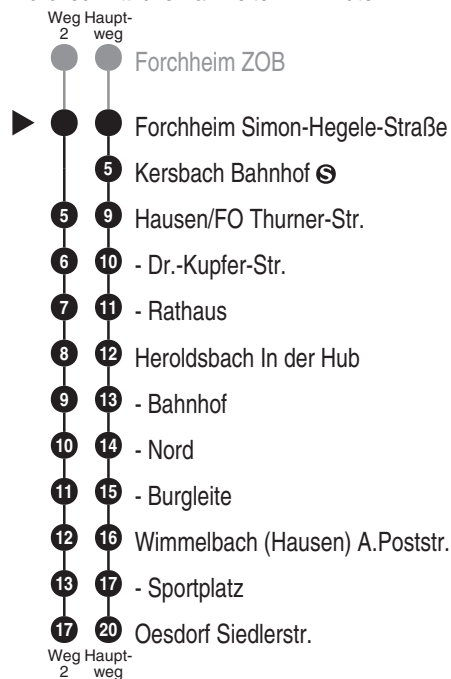 Weg Haupt-
2 weg
Forchheim ZOB
Forchheim Simon-Hegele-Straße
5 Kersbach Bahnhof S
5 9 Hausen/FO Thurner-Str.
6 10 - Dr.-Kupfer-Str.
7 11 - Rathaus
8 12 Heroldsbach In der Hub
9 13 - Bahnhof
10 14 - Nord
11 15 - Burgleite
12 16 Wimmelbach (Hausen) A.Poststr.
13 17 - Sportplatz
17 20 Oesdorf Siedlerstr.
Weg Haupt-
2 weg